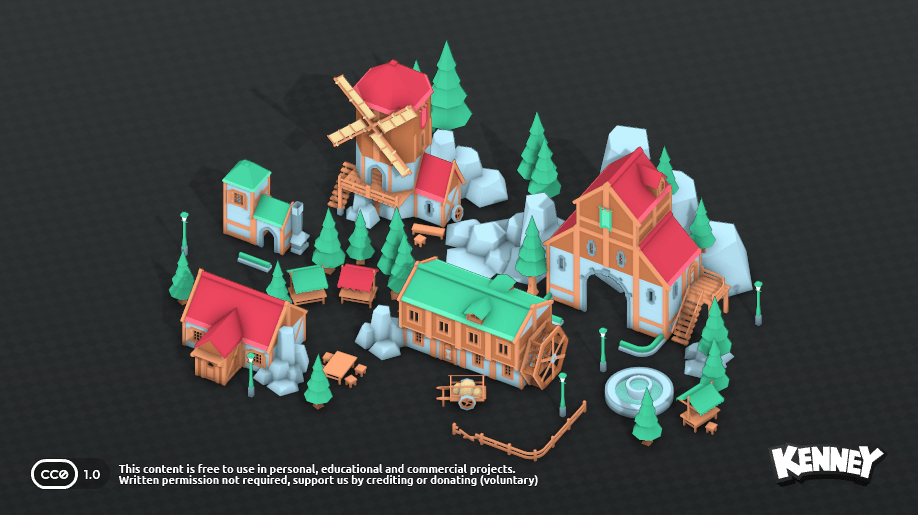 CC0 1.0
This content is free to use in personal, educational and commercial projects.
Written permission not required, support us by crediting or donating (voluntary)
KENNEY